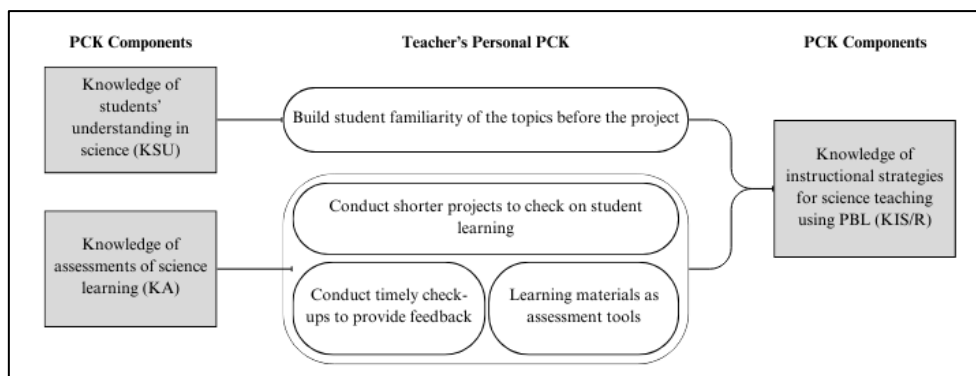 PCK Components
Teacher's Personal PCK
PCK Components
Knowledge of
students'
understanding in
science (KSU)
Build student familiarity of the topics before the project
Knowledge of
instructional strategies
for science teaching
using PBL (KIS/R)
Conduct shorter projects to check on student
learning
Knowledge of
assessments of science
learning (KA)
Conduct timely check-
ups to provide feedback
Learning materials as
assessment tools